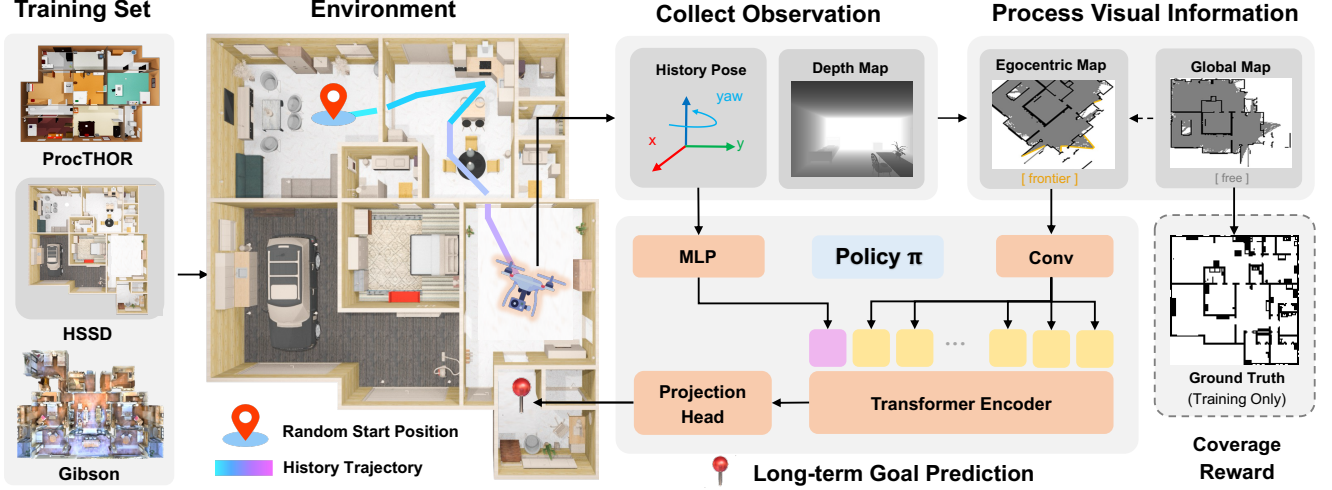 Training Set
ProcTHOR
HSSD
Gibson
Environment
Random Start Position
History Trajectory
Collect Observation
History Pose
yaw
x
y
Depth Map
Process Visual Information
Egocentric Map
[ frontier ]
Global Map
[ free ]
MLP
Policy π
Conv
...
Projection
Head
Transformer Encoder
Long-term Goal Prediction
Ground Truth
(Training Only)
Coverage
Reward